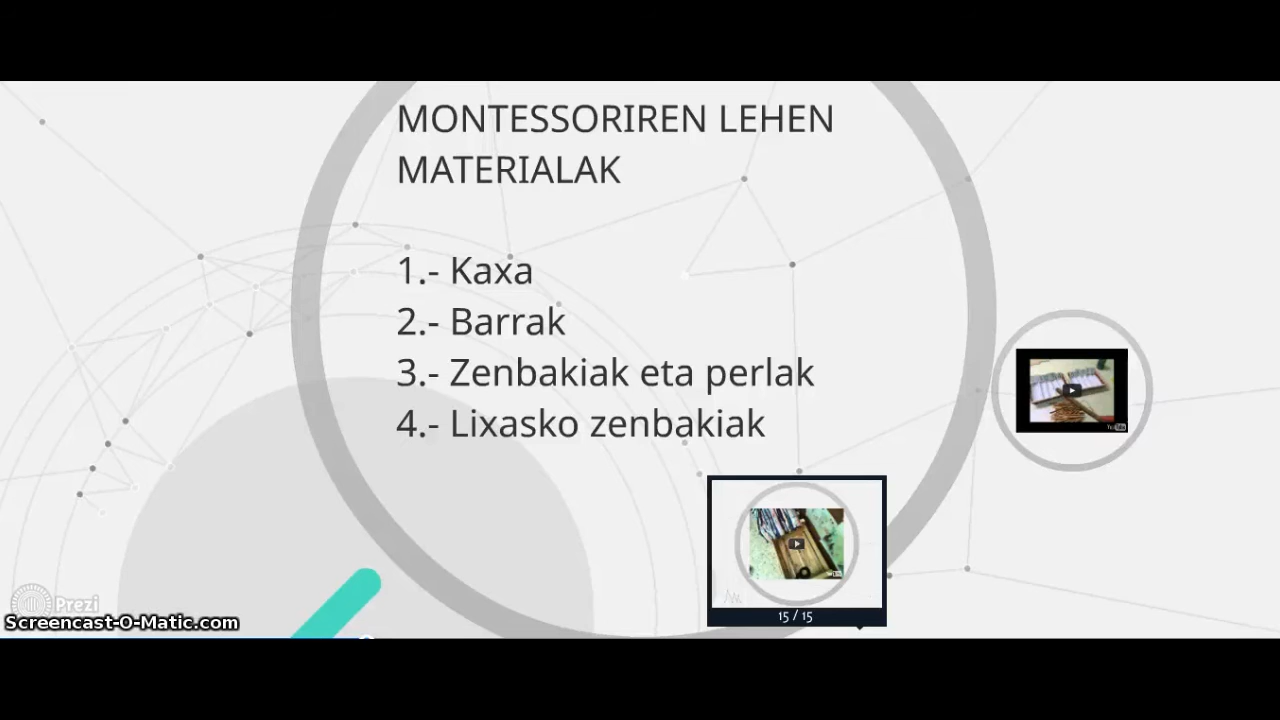 MONTESSORIREN LEHEN
MATERIALAK
1.- Kaxa
2.- Barrak
3.- Zenbakiak eta perlak
4.- Lixasko zenbakiak
15 / 15
Prezi
Screencast-O-Matic.com